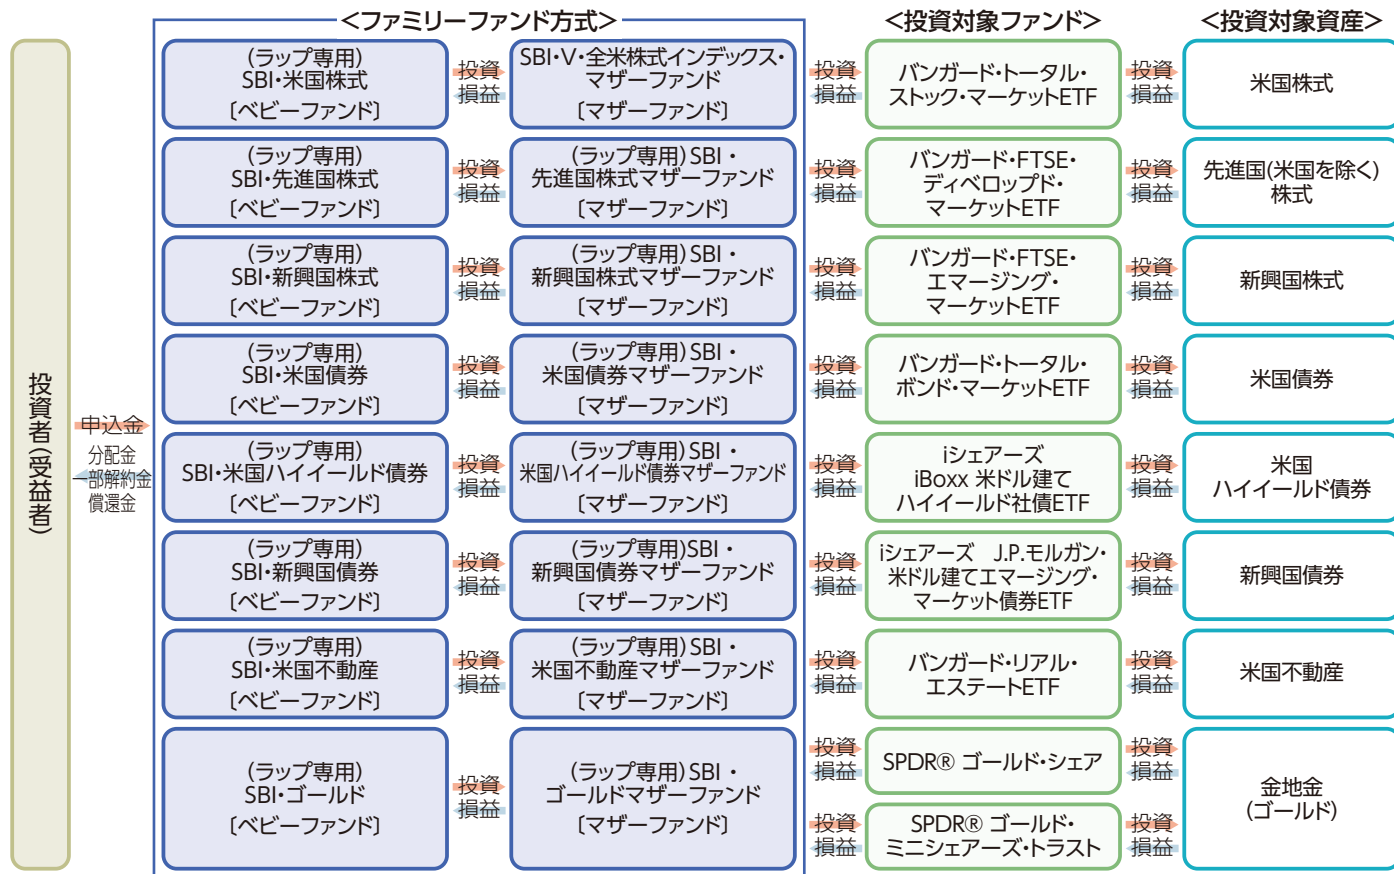 <ファミリーファンド方式>
<投資対象ファンド>
<投資対象資産>
投資者(受益者)
申込金
分配金
一部解約金
償還金
(ラップ専用)
SBI・米国株式
〔ベビーファンド〕
投資
損益
SBI・V・全米株式インデックス・
マザーファンド
〔マザーファンド〕
投資
損益
バンガード・トータル・
ストック・マーケットETF
投資
損益
米国株式
(ラップ専用)
SBI・先進国株式
〔ベビーファンド〕
投資
損益
(ラップ専用)SBI・
先進国株式マザーファンド
〔マザーファンド〕
投資
損益
バンガード・FTSE・
ディベロップド・
マーケットETF
投資
損益
先進国(米国を除く)
株式
(ラップ専用)
SBI・新興国株式
〔ベビーファンド〕
投資
損益
(ラップ専用)SBI・
新興国株式マザーファンド
〔マザーファンド〕
投資
損益
バンガード・FTSE・
エマージング・
マーケットETF
投資
損益
新興国株式
(ラップ専用)
SBI・米国債券
〔ベビーファンド〕
投資
損益
(ラップ専用)SBI・
米国債券マザーファンド
〔マザーファンド〕
投資
損益
バンガード・トータル・
ボンド・マーケットETF
投資
損益
米国債券
(ラップ専用)
SBI・米国ハイイールド債券
〔ベビーファンド〕
投資
損益
(ラップ専用)SBI・
米国ハイイールド債券マザーファンド
〔マザーファンド〕
投資
損益
iシェアーズ
iBoxx 米ドル建て
ハイイールド社債ETF
投資
損益
米国
ハイイールド債券
(ラップ専用)
SBI・新興国債券
〔ベビーファンド〕
投資
損益
(ラップ専用)SBI・
新興国債券マザーファンド
〔マザーファンド〕
投資
損益
iシェアーズ J.P.モルガン・
米ドル建てエマージング・
マーケット債券ETF
投資
損益
新興国債券
(ラップ専用)
SBI・米国不動産
〔ベビーファンド〕
投資
損益
(ラップ専用)SBI・
米国不動産マザーファンド
〔マザーファンド〕
投資
損益
バンガード・リアル・
エステートETF
投資
損益
米国不動産
(ラップ専用)
SBI・ゴールド
〔ベビーファンド〕
投資
損益
(ラップ専用)SBI・
ゴールドマザーファンド
〔マザーファンド〕
投資
損益
SPDR® ゴールド・シェア
投資
損益
投資
損益
SPDR® ゴールド・
ミニシェアーズ・トラスト
投資
損益
金地金
(ゴールド)